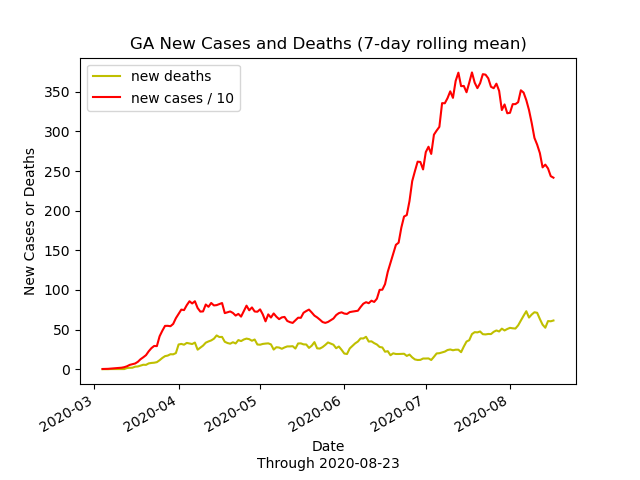 GA New Cases and Deaths (7-day rolling mean)
new deaths
new cases / 10
350
300
250
200
150
100
50
0
New Cases or Deaths
2020-03
2020-04
2020-05
2020-06
2020-07
2020-08
Date
Through 2020-08-23